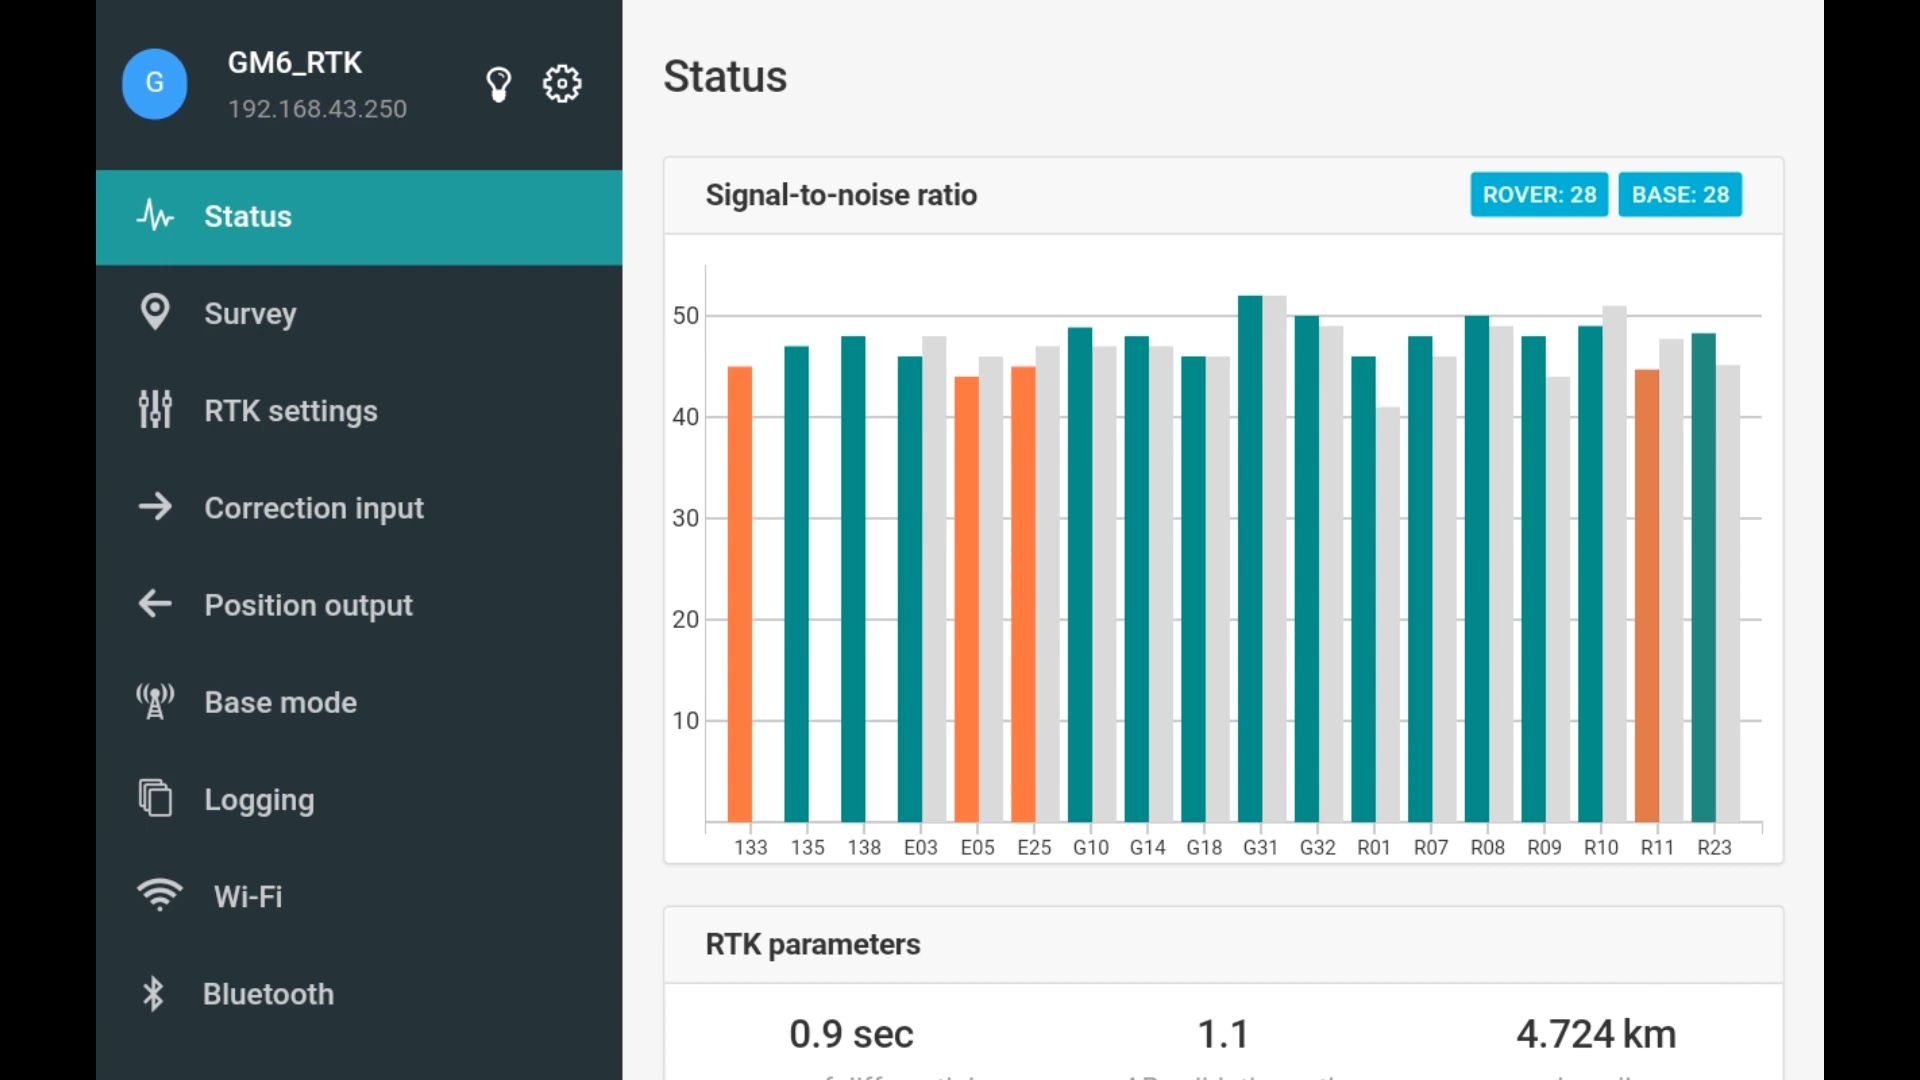 G
GM6_RTK
192.168.43.250
Status
Survey
RTK settings
Correction input
Position output
Base mode
Logging
Wi-Fi
Bluetooth
Status
Signal-to-noise ratio
ROVER: 28
BASE: 28
50
40
30
20
10
133 135 138 E03 E05 E25 G10 G14 G18 G31 G32 R01 R07 R08 R09 R10 R11 R23
RTK parameters
0.9 sec 1.1 4.724 km